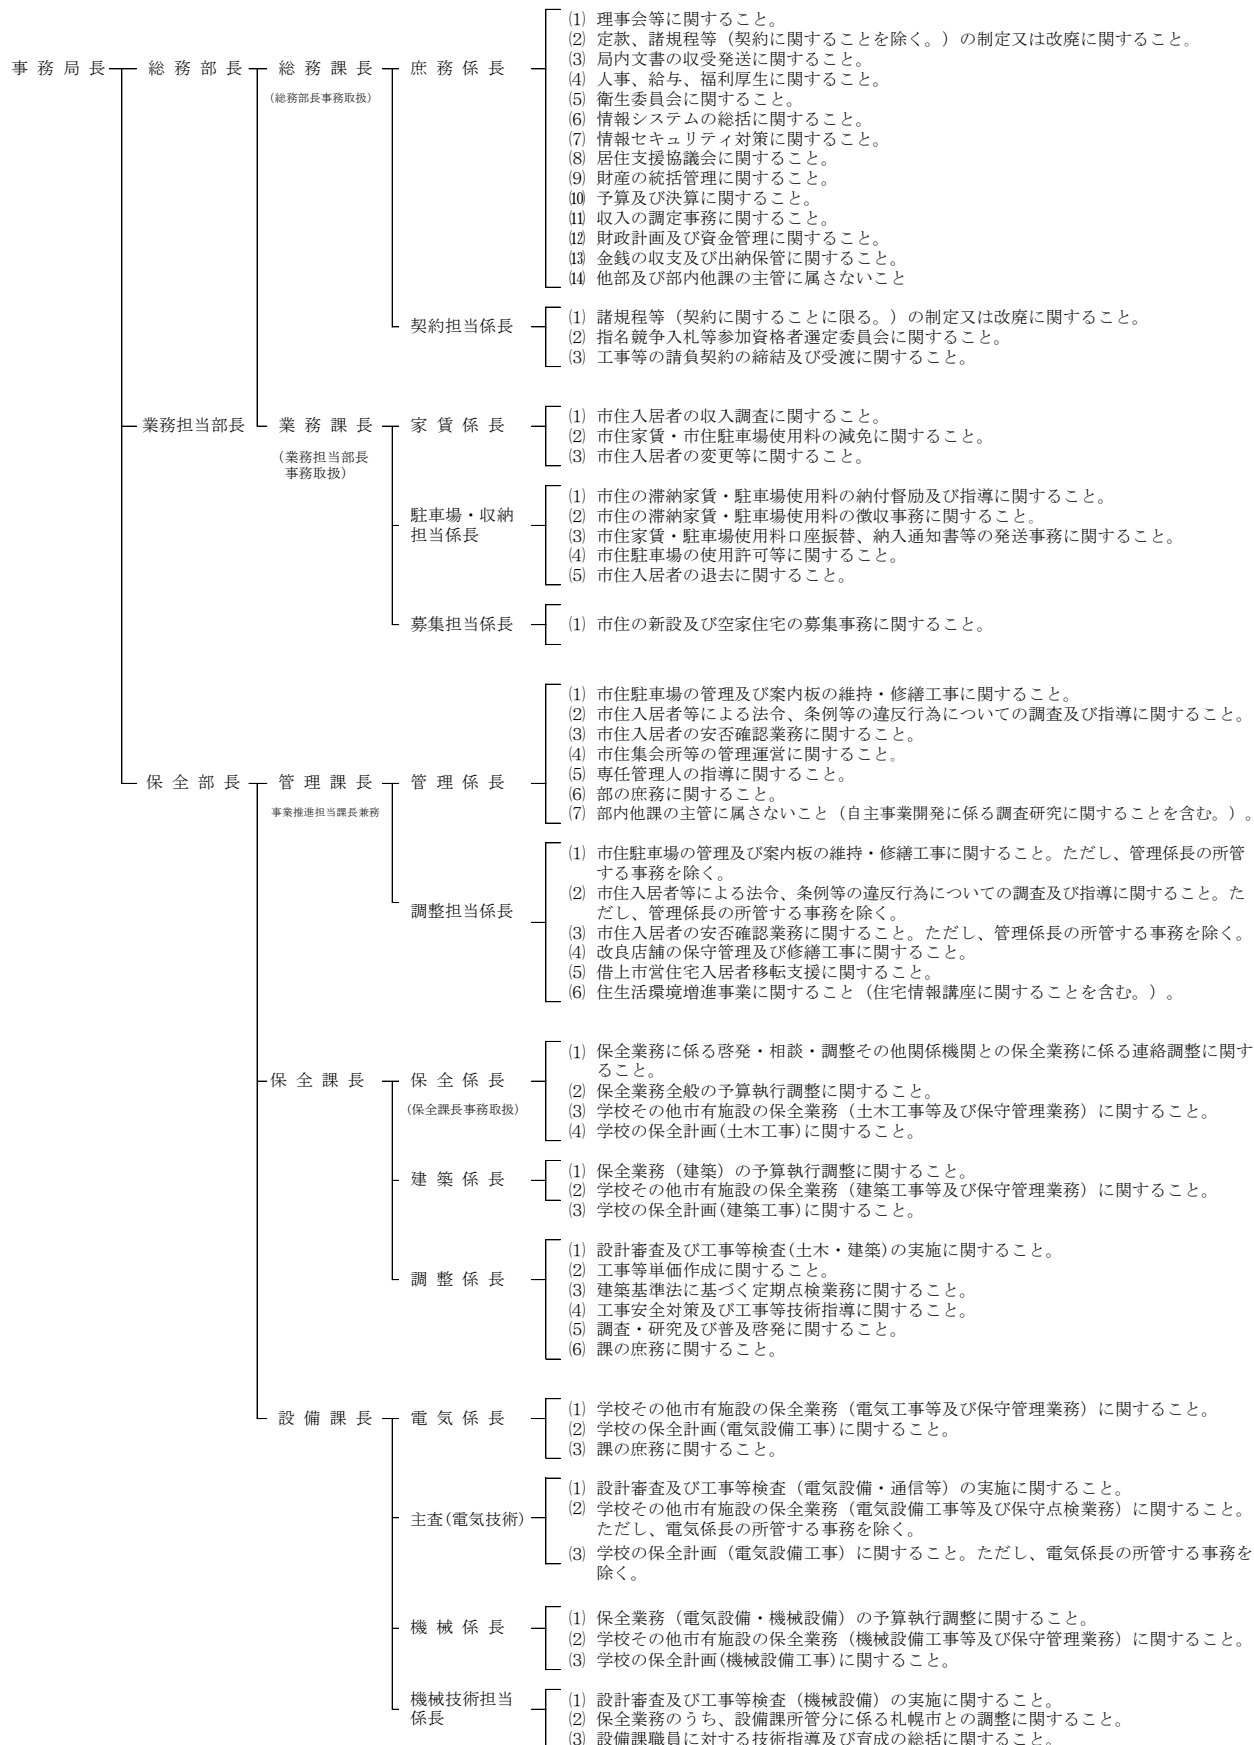 事務局長
総務部長
総務課長
(総務部長事務取扱)
庶務係長
⑴ 理事会等に関すること。
⑵ 定款、諸規程等（契約に関することを除く。）の制定又は改廃に関すること。
⑶ 局内文書の収受発送に関すること。
⑷ 人事、給与、福利厚生に関すること。
⑸ 衛生委員会に関すること。
⑹ 情報システムの総括に関すること。
⑺ 情報セキュリティ対策に関すること。
⑻ 居住支援協議会に関すること。
⑼ 財産の統括管理に関すること。
⑽ 予算及び決算に関すること。
⑾ 収入の調定事務に関すること。
⑿ 財政計画及び資金管理に関すること。
⒀ 金銭の収支及び出納保管に関すること。
⒁ 他部及び部内他課の主管に属さないこと
契約担当係長
⑴ 諸規程等（契約に関することに限る。）の制定又は改廃に関すること。
⑵ 指名競争入札等参加資格者選定委員会に関すること。
⑶ 工事等の請負契約の締結及び受渡に関すること。
業務担当部長
業務課長
(業務担当部長
事務取扱)
家賃係長
⑴ 市住入居者の収入調査に関すること。
⑵ 市住家賃・市住駐車場使用料の減免に関すること。
⑶ 市住入居者の変更等に関すること。
駐車場・収納
担当係長
⑴ 市住の滞納家賃・駐車場使用料の納付督励及び指導に関すること。
⑵ 市住の滞納家賃・駐車場使用料の徴収事務に関すること。
⑶ 市住家賃・駐車場使用料口座振替、納入通知書等の発送事務に関すること。
⑷ 市住駐車場の使用許可等に関すること。
⑸ 市住入居者の退去に関すること。
募集担当係長
⑴ 市住の新設及び空家住宅の募集事務に関すること。
保全部長
管理課長
事業推進担当課長兼務
管理係長
⑴ 市住駐車場の管理及び案内板の維持・修繕工事に関すること。
⑵ 市住入居者等による法令、条例等の違反行為についての調査及び指導に関すること。
⑶ 市住入居者の安否確認業務に関すること。
⑷ 市住集会所等の管理運営に関すること。
⑸ 専任管理人の指導に関すること。
⑹ 部の庶務に関すること。
⑺ 部内他課の主管に属さないこと（自主事業開発に係る調査研究に関することを含む。）。
調整担当係長
⑴ 市住駐車場の管理及び案内板の維持・修繕工事に関すること。ただし、管理係長の所管
する事務を除く。
⑵ 市住入居者等による法令、条例等の違反行為についての調査及び指導に関すること。た
だし、管理係長の所管する事務を除く。
⑶ 市住入居者の安否確認業務に関すること。ただし、管理係長の所管する事務を除く。
⑷ 改良店舗の保守管理及び修繕工事に関すること。
⑸ 借上市営住宅入居者移転支援に関すること。
⑹ 住生活環境増進事業に関すること（住宅情報講座に関することを含む。）。
保全課長
保全係長
(保全課長事務取扱)
⑴ 保全業務に係る啓発・相談・調整その他関係機関との保全業務に係る連絡調整に関す
ること。
⑵ 保全業務全般の予算執行調整に関すること。
⑶ 学校その他市有施設の保全業務（土木工事等及び保守管理業務）に関すること。
⑷ 学校の保全計画(土木工事)に関すること。
建築係長
⑴ 保全業務（建築）の予算執行調整に関すること。
⑵ 学校その他市有施設の保全業務（建築工事等及び保守管理業務）に関すること。
⑶ 学校の保全計画(建築工事)に関すること。
調整係長
⑴ 設計審査及び工事等検査(土木・建築)の実施に関すること。
⑵ 工事等単価作成に関すること。
⑶ 建築基準法に基づく定期点検業務に関すること。
⑷ 工事安全対策及び工事等技術指導に関すること。
⑸ 調査・研究及び普及啓発に関すること。
⑹ 課の庶務に関すること。
設備課長
電気係長
⑴ 学校その他市有施設の保全業務（電気工事等及び保守管理業務）に関すること。
⑵ 学校の保全計画(電気設備工事)に関すること。
⑶ 課の庶務に関すること。
主査(電気技術)
⑴ 設計審査及び工事等検査（電気設備・通信等）の実施に関すること。
⑵ 学校その他市有施設の保全業務（電気設備工事等及び保守点検業務）に関すること。
ただし、電気係長の所管する事務を除く。
⑶ 学校の保全計画（電気設備工事）に関すること。ただし、電気係長の所管する事務を
除く。
機械係長
⑴ 保全業務（電気設備・機械設備）の予算執行調整に関すること。
⑵ 学校その他市有施設の保全業務（機械設備工事等及び保守管理業務）に関すること。
⑶ 学校の保全計画(機械設備工事)に関すること。
機械技術担当
係長
⑴ 設計審査及び工事等検査（機械設備）の実施に関すること。
⑵ 保全業務のうち、設備課所管分に係る札幌市との調整に関すること。
⑶ 設備課職員に対する技術指導及び育成の総括に関すること。